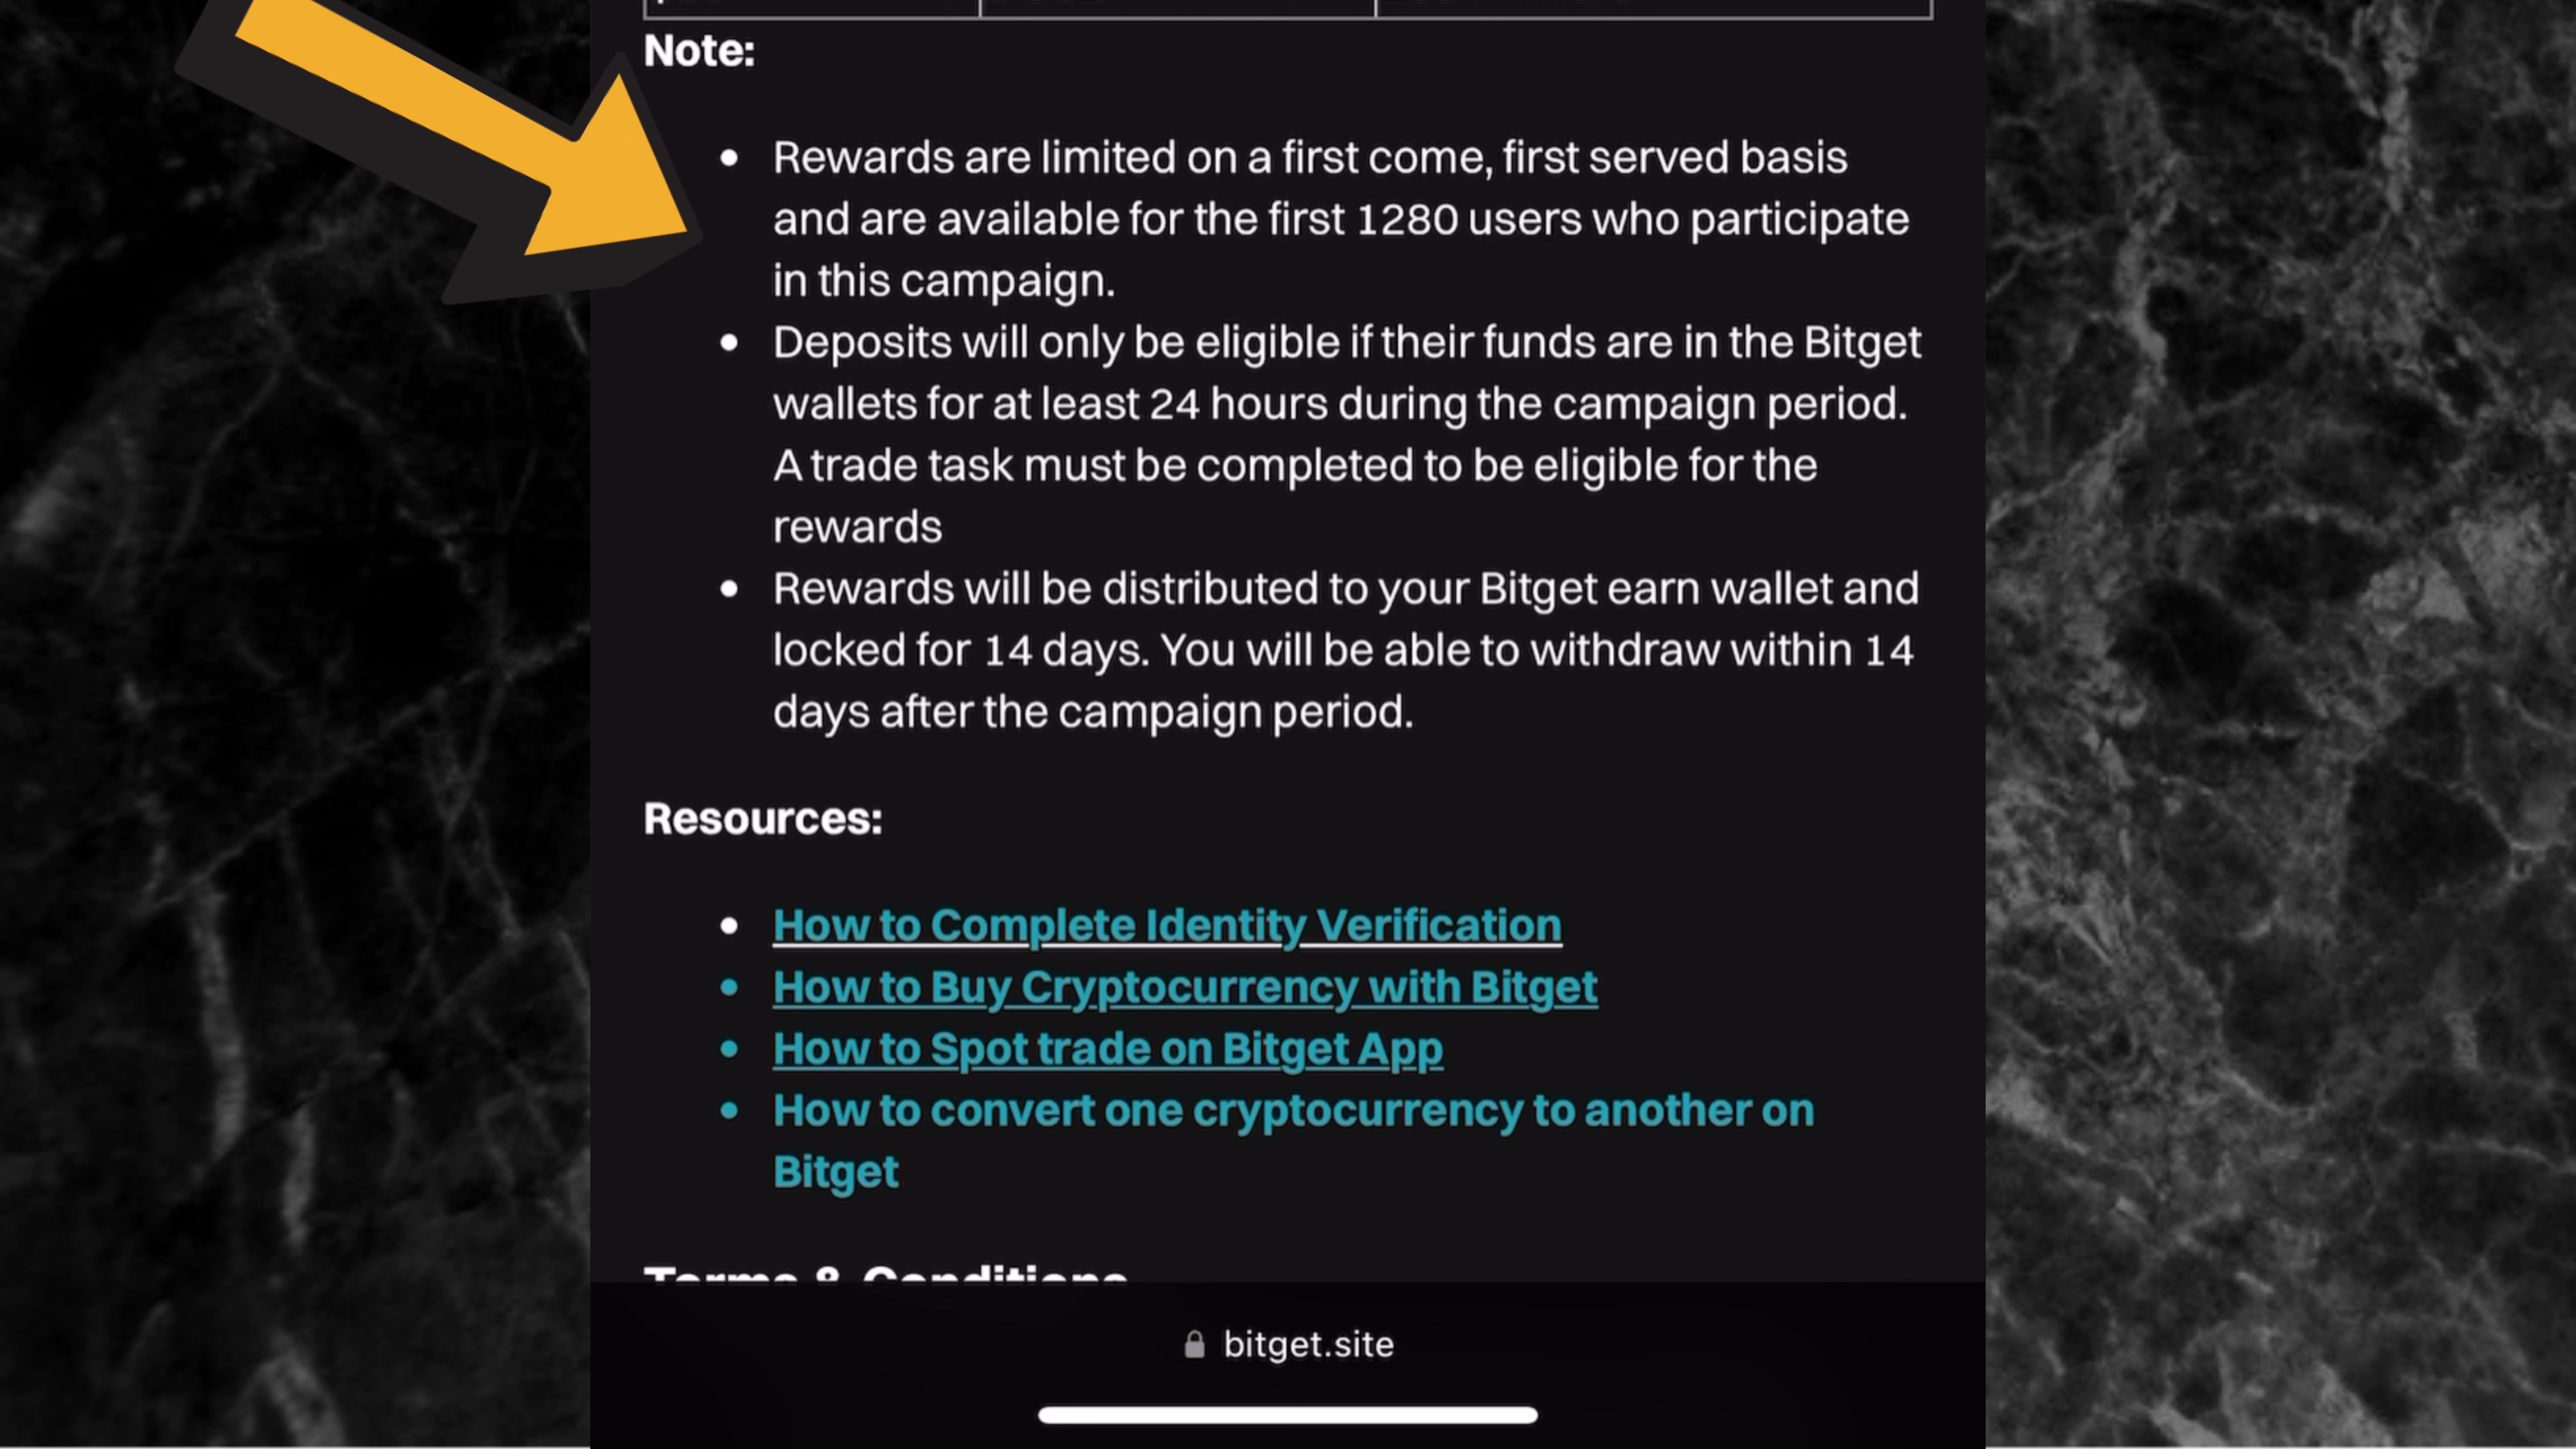 Note:
• Rewards are limited on a first come, first served basis
and are available for the first 1280 users who participate
in this campaign.
• Deposits will only be eligible if their funds are in the Bitget
wallets for at least 24 hours during the campaign period.
A trade task must be completed to be eligible for the
rewards
• Rewards will be distributed to your Bitget earn wallet and
locked for 14 days. You will be able to withdraw within 14
days after the campaign period.
Resources:
• How to Complete Identity Verification
• How to Buy Cryptocurrency with Bitget
• How to Spot trade on Bitget App
• How to convert one cryptocurrency to another on
Bitget
Terms & Conditions
bitget.site